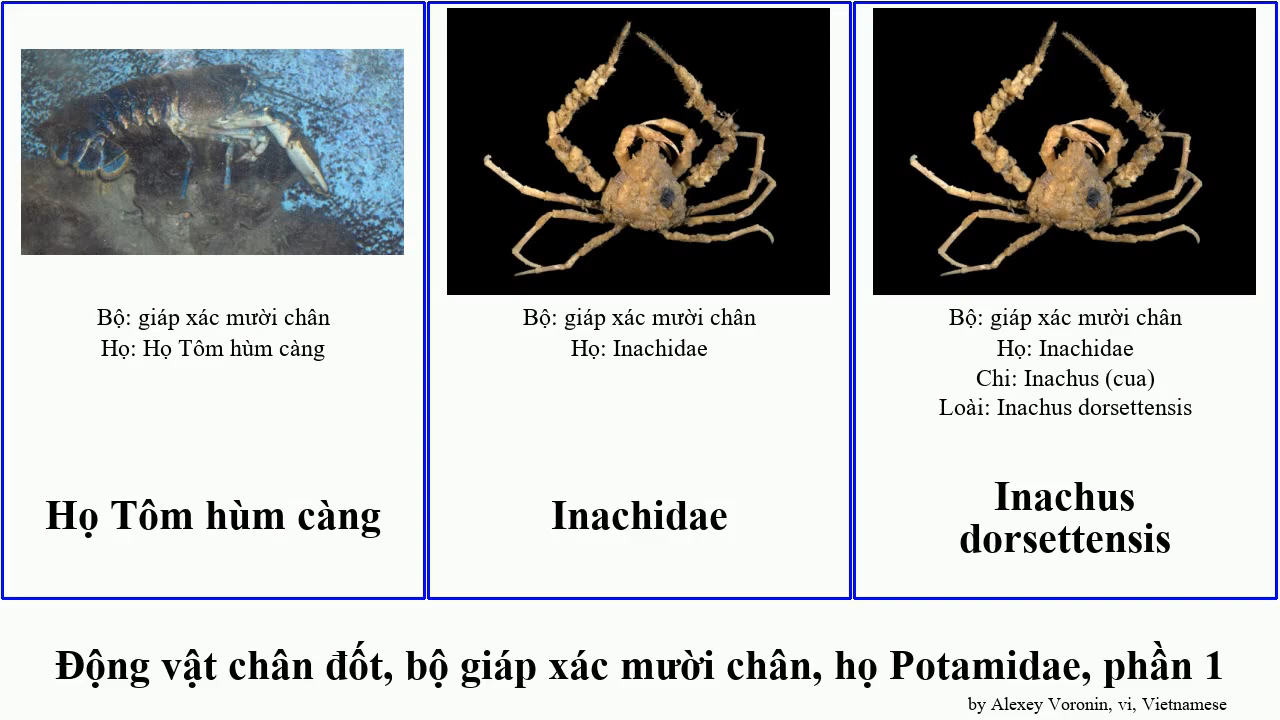 Bộ: giáp xác mười chân
Họ: Họ Tôm hùm càng
Họ Tôm hùm càng
Bộ: giáp xác mười chân
Họ: Inachidae
Inachidae
Bộ: giáp xác mười chân
Họ: Inachidae
Chi: Inachus (cua)
Loài: Inachus dorsettensis
Inachus
dorsettensis
Động vật chân đốt, bộ giáp xác mười chân, họ Potamidae, phần 1
by Alexey Voronin, vi, Vietnamese